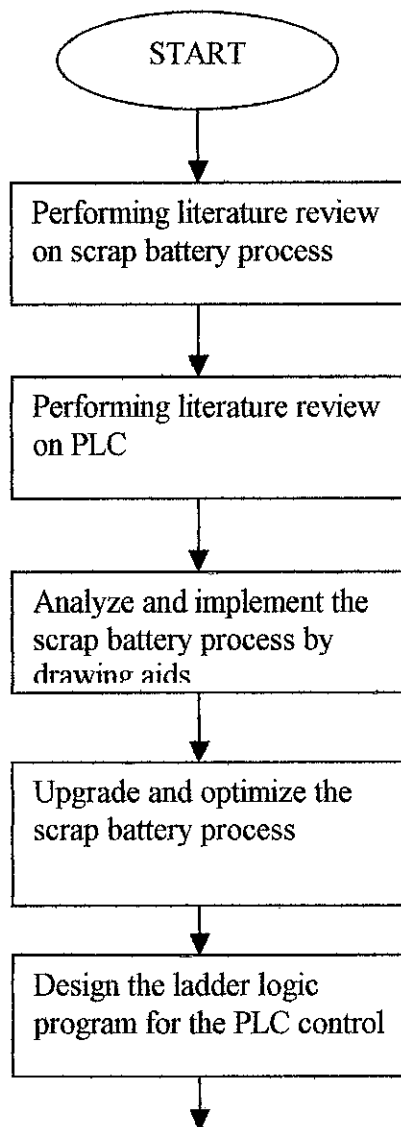 START
Performing literature review
on scrap battery process
Performing literature review
on PLC
Analyze and implement the
scrap battery process by
drawing aids
Upgrade and optimize the
scrap battery process
Design the ladder logic
program for the PLC control